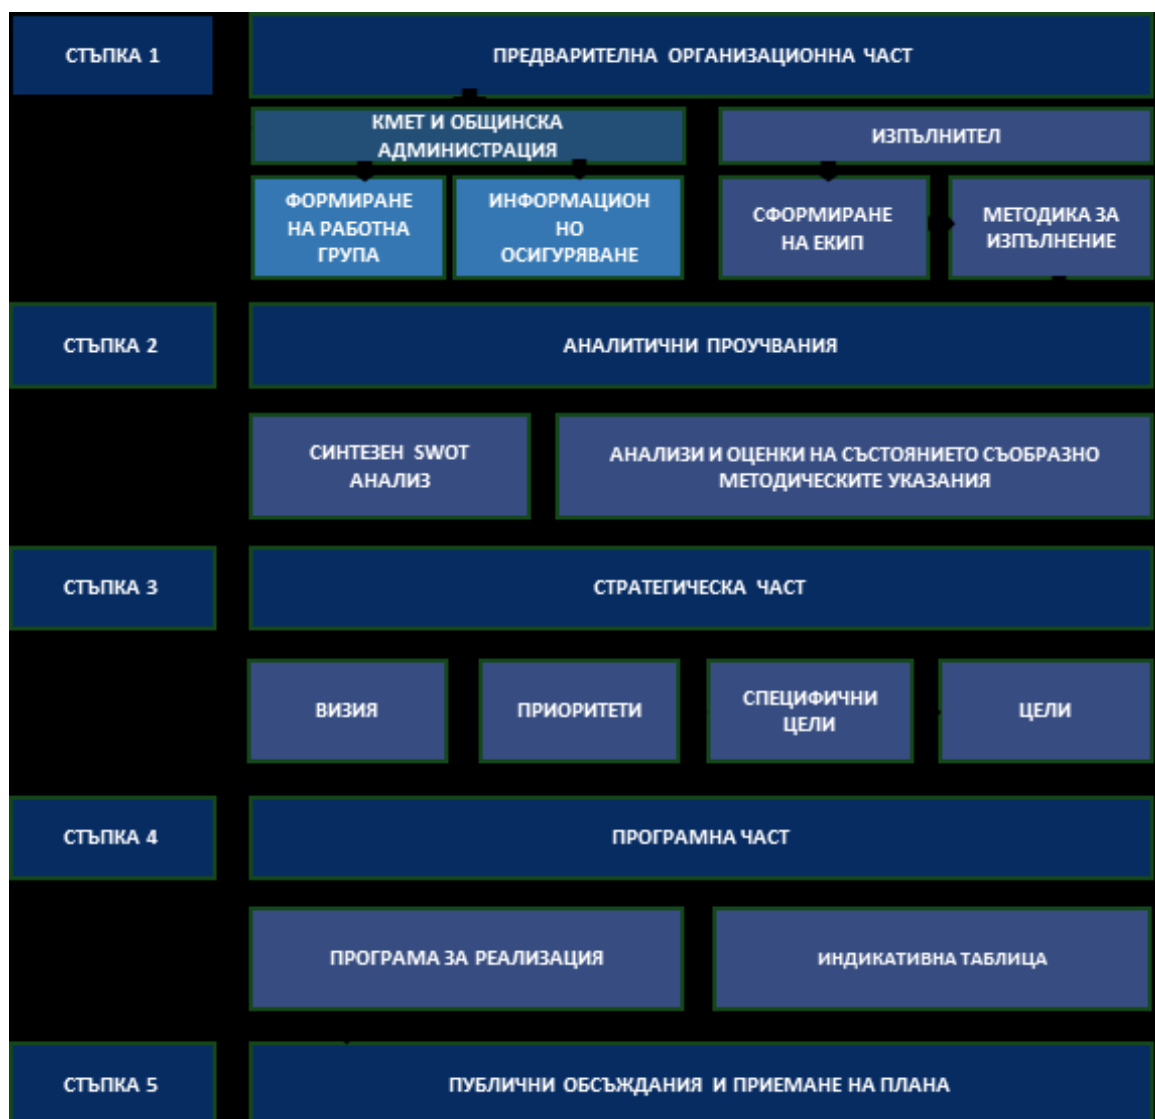 СТЪПКА 1
ПРЕДВАРИТЕЛНА ОРГАНИЗАЦИОННА ЧАСТ
КМЕТ И ОБЩИНСКА
АДМИНИСТРАЦИЯ
ИЗПЪЛНИТЕЛ
ФОРМИРАНЕ
НА РАБОТНА
ГРУПА
ИНФОРМАЦИОН
НО
ОСИГУРЯВАНЕ
СФОРМИРАНЕ
НА ЕКИП
МЕТОДИКА ЗА
ИЗПЪЛНЕНИЕ
СТЪПКА 2
АНАЛИТИЧНИ ПРОУЧВАНИЯ
СИНТЕЗЕН SWOT
АНАЛИЗ
АНАЛИЗИ И ОЦЕНКИ НА СЪСТОЯНИЕТО СЪОБРАЗНО
МЕТОДИЧЕСКИТЕ УКАЗАНИЯ
СТЪПКА 3
СТРАТЕГИЧЕСКА ЧАСТ
ВИЗИЯ
ПРИОРИТЕТИ
СПЕЦИФИЧНИ
ЦЕЛИ
ЦЕЛИ
СТЪПКА 4
ПРОГРАМНА ЧАСТ
ПРОГРАМА ЗА РЕАЛИЗАЦИЯ
ИНДИКАТИВНА ТАБЛИЦА
СТЪПКА 5
ПУБЛИЧНИ ОБСЪЖДАНИЯ И ПРИЕМАНЕ НА ПЛАНА